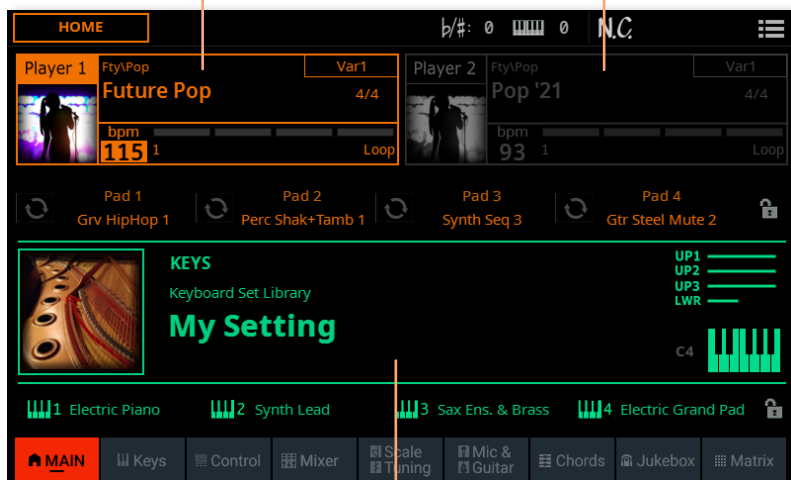 HOME
b/#: 0 0 N.C.
Player 1 Fty\Pop Var1
Future Pop 4/4
bpm
115 1 Loop
Player 2 Fty\Pop Var1
Pop '21 4/4
bpm
93 1 Loop
Pad 1
Grv HipHop 1
Pad 2
Perc Shak+Tamb 1
Pad 3
Synth Seq 3
Pad 4
Gtr Steel Mute 2
KEYS
Keyboard Set Library
My Setting
UP1
UP2
UP3
LWR
C4
1 Electric Piano
2 Synth Lead
3 Sax Ens. & Brass
4 Electric Grand Pad
MAIN
Keys
Control
Mixer
Scale
Tuning
Mic &
Guitar
Chords
Jukebox
Matrix